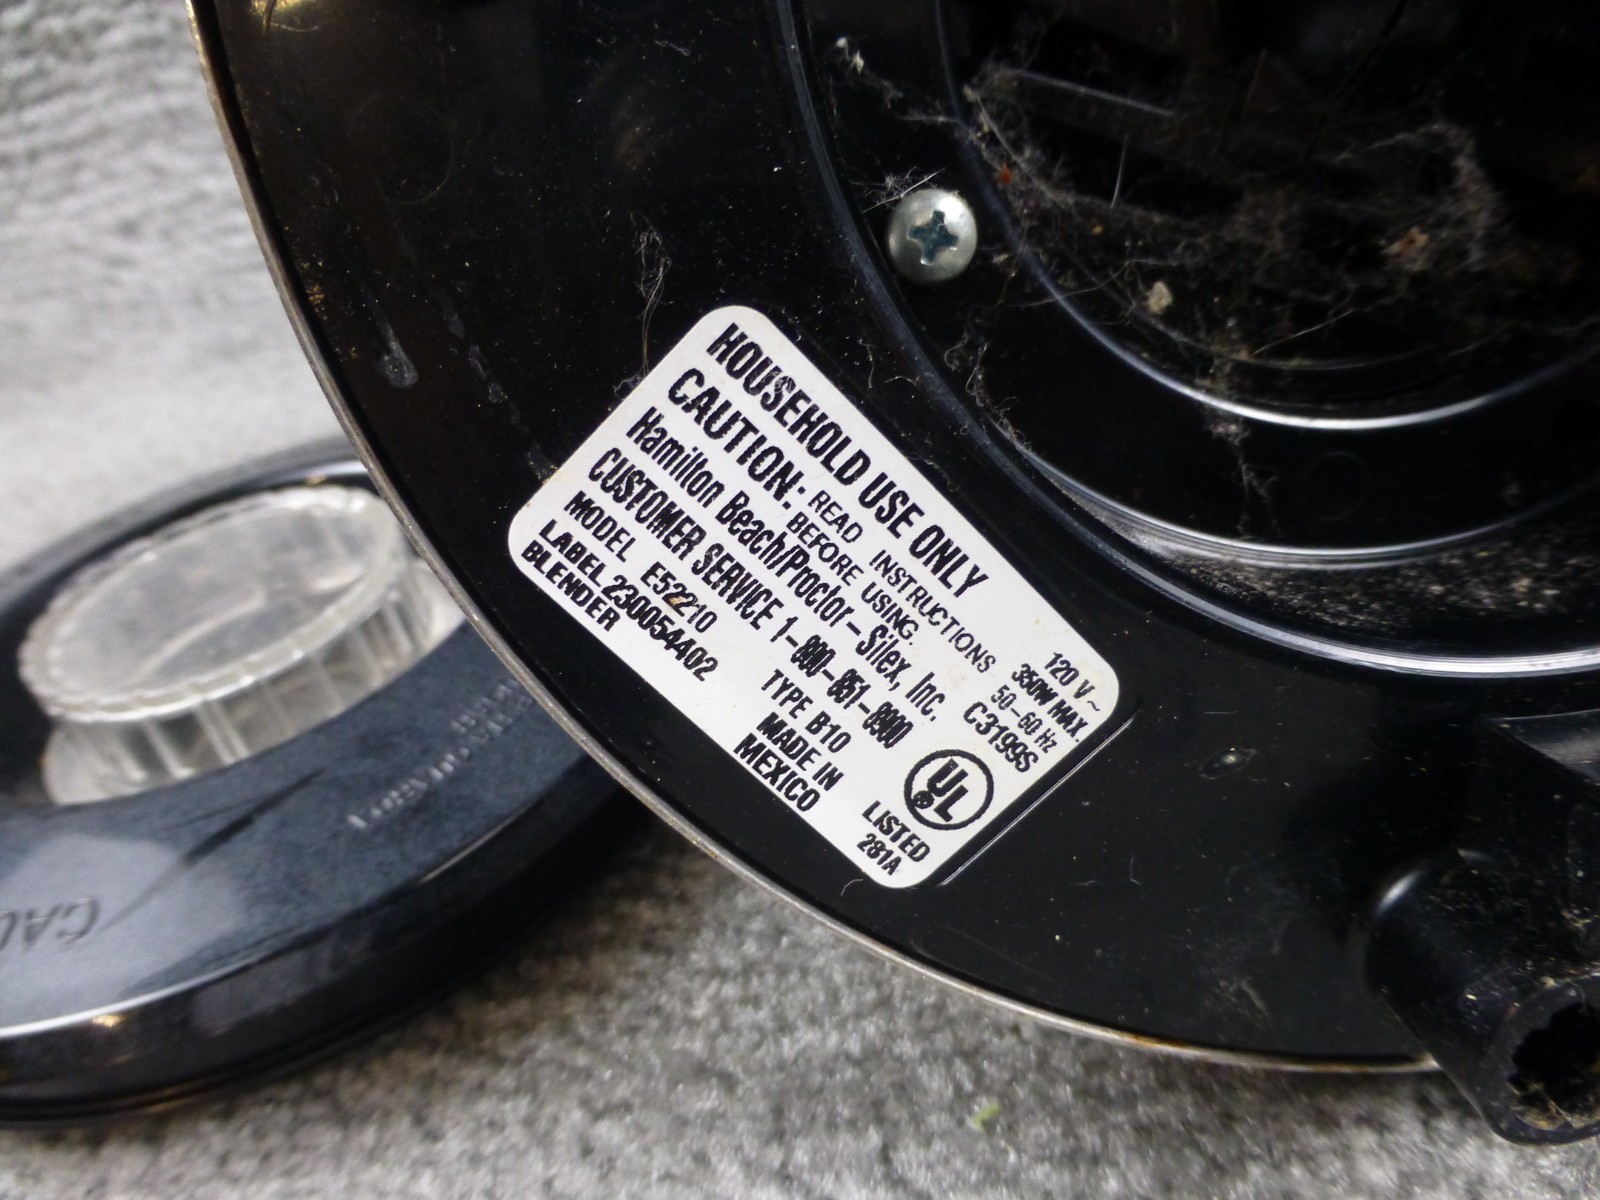 HOUSEHOLD USE ONLY
CAUTION: READ INSTRUCTIONS
BEFORE USING.
Hamilton Beach/Proctor-Silex, Inc.
CUSTOMER SERVICE 1-800-851-8900
MODEL E52210 TYPE B10
LABEL 230054402 MADE IN
BLENDER MEXICO
120 V~
350W MAX.
50-60 Hz
C3199S
UL
LISTED
281A
CAU